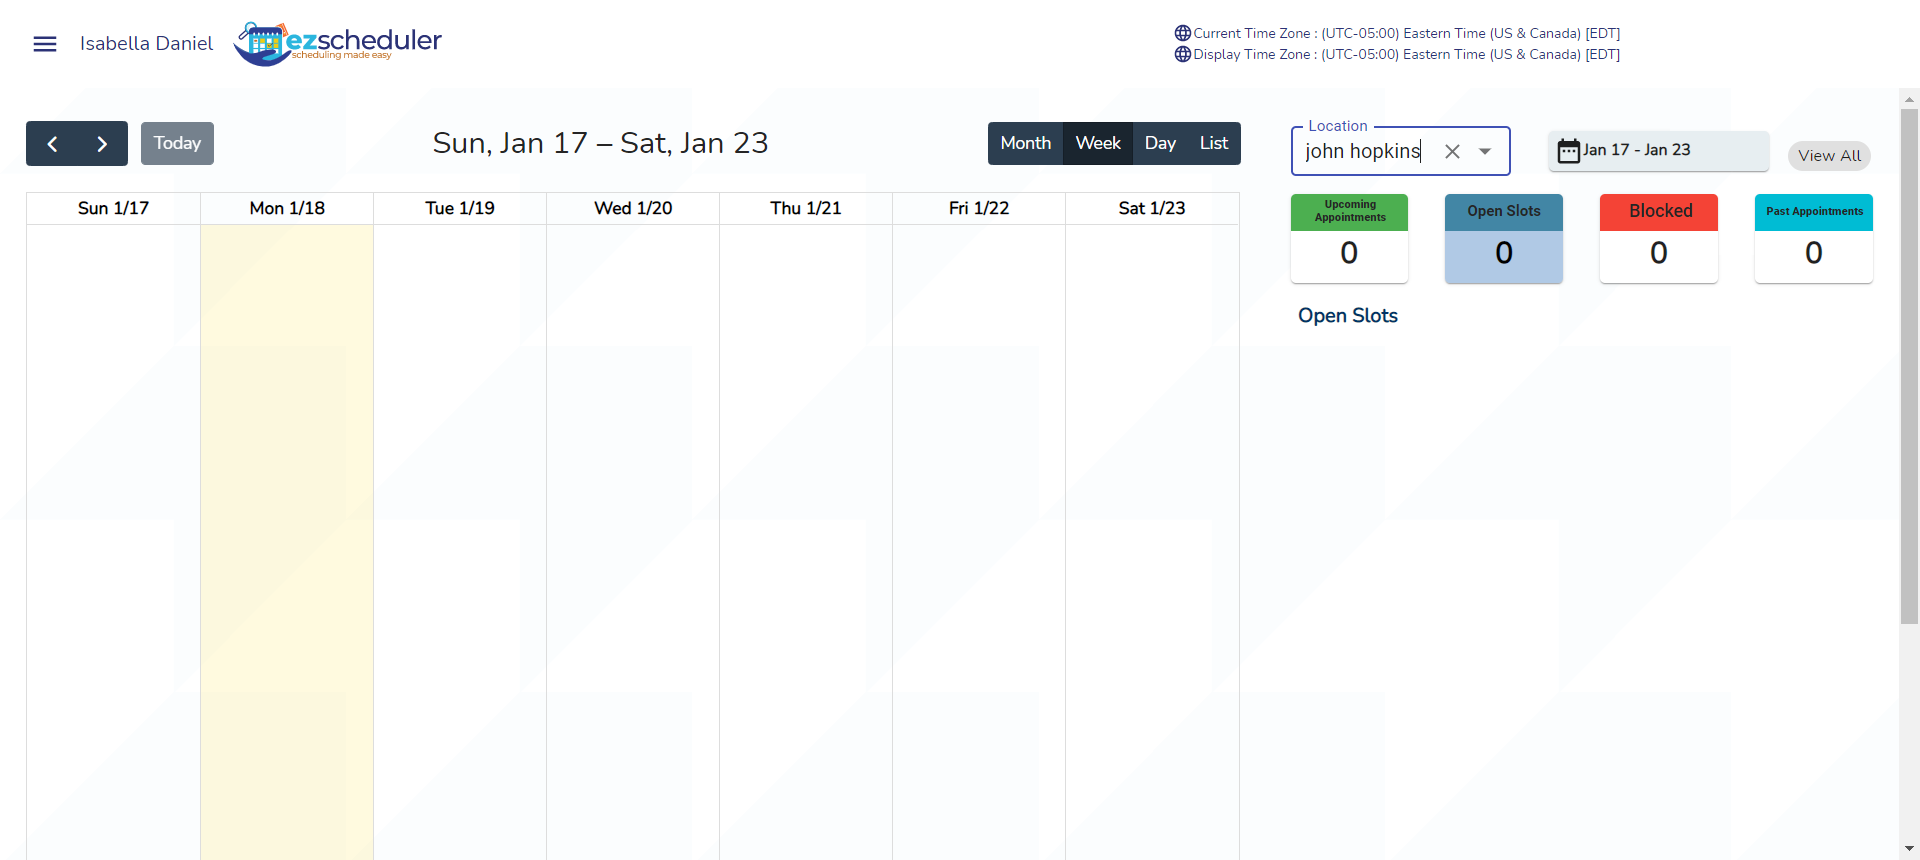 Isabella Daniel
ezscheduler
scheduling made easy
Current Time Zone : (UTC-05:00) Eastern Time (US & Canada) [EDT]
Display Time Zone : (UTC-05:00) Eastern Time (US & Canada) [EDT]
Today
Sun, Jan 17 – Sat, Jan 23
Month Week Day List
Location
john hopkins
Jan 17 - Jan 23
View All
Sun 1/17 Mon 1/18 Tue 1/19 Wed 1/20 Thu 1/21 Fri 1/22 Sat 1/23
Upcoming
Appointments
0
Open Slots
0
Blocked
0
Past Appointments
0
Open Slots